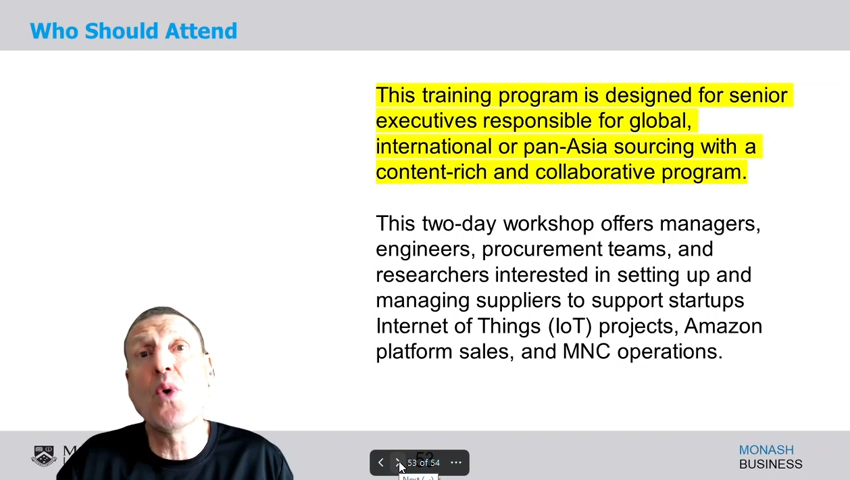 Who Should Attend
This training program is designed for senior
executives responsible for global,
international or pan-Asia sourcing with a
content-rich and collaborative program.
This two-day workshop offers managers,
engineers, procurement teams, and
researchers interested in setting up and
managing suppliers to support startups
Internet of Things (IoT) projects, Amazon
platform sales, and MNC operations.
53 of 54
MONASH
BUSINESS